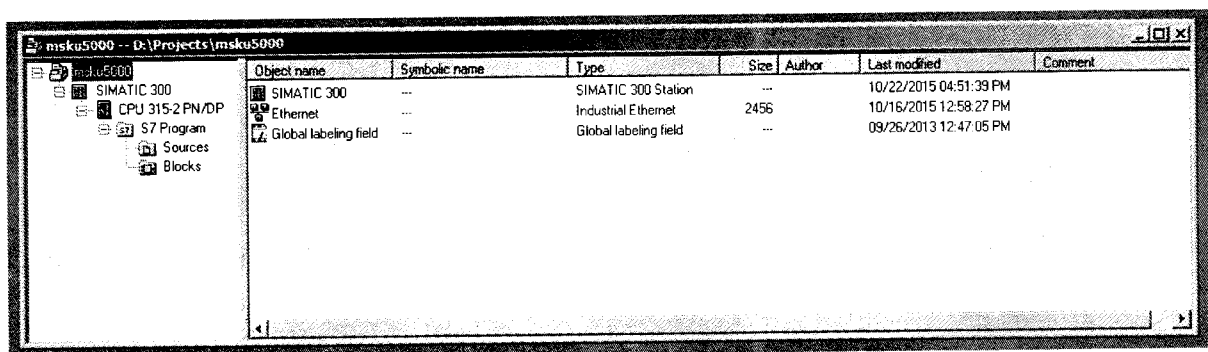 msku5000 -- D:\Projects\msku5000
msku5000
SIMATIC 300
CPU 315-2 PN/DP
S7 Program
Sources
Blocks
Object name Symbolic name Type Size Author Last modified Comment
SIMATIC 300 --- SIMATIC 300 Station --- 10/22/2015 04:51:39 PM
Ethernet --- Industrial Ethernet 2456 10/16/2015 12:58:27 PM
Global labeling field --- Global labeling field --- 09/26/2013 12:47:05 PM